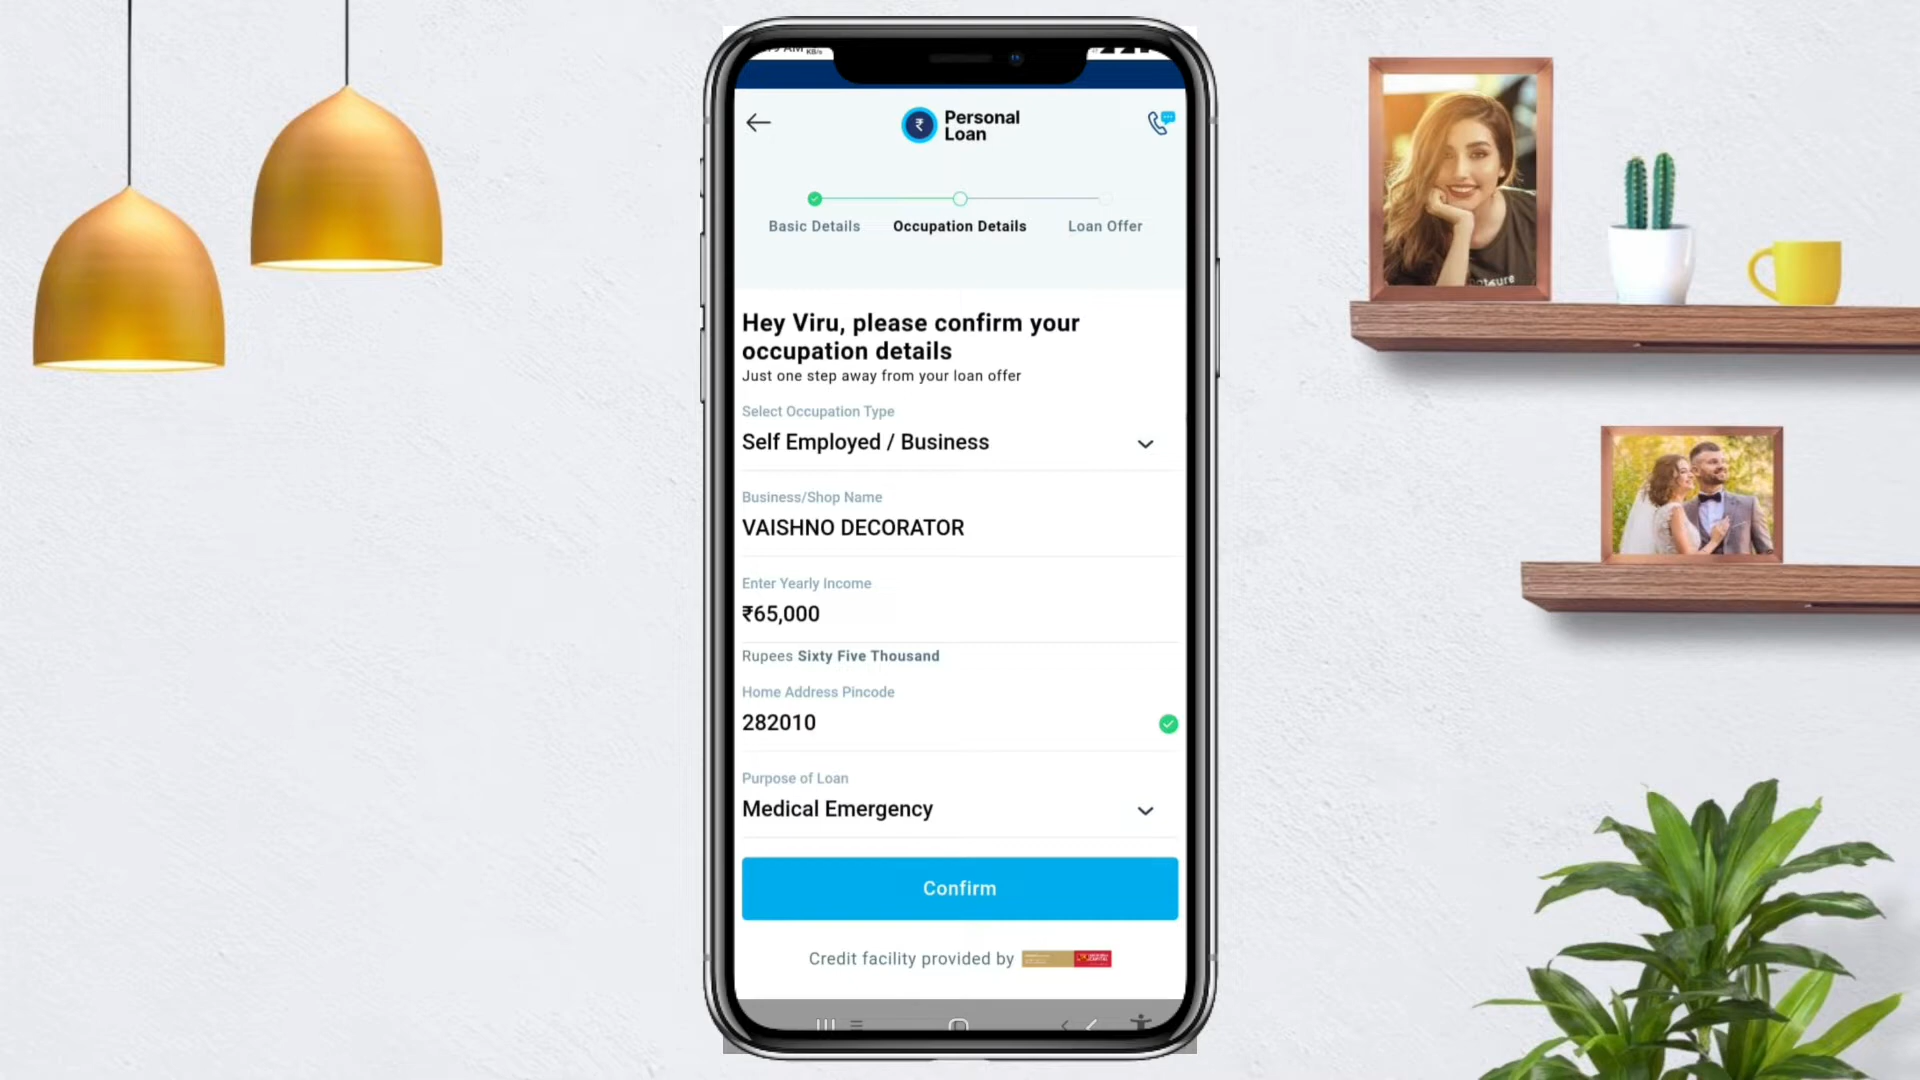 Personal
Loan
Basic Details
Occupation Details
Loan Offer
Hey Viru, please confirm your
occupation details
Just one step away from your loan offer
Select Occupation Type
Self Employed / Business
Business/Shop Name
VAISHNO DECORATOR
Enter Yearly Income
₹65,000
Rupees Sixty Five Thousand
Home Address Pincode
282010
Purpose of Loan
Medical Emergency
Confirm
Credit facility provided by